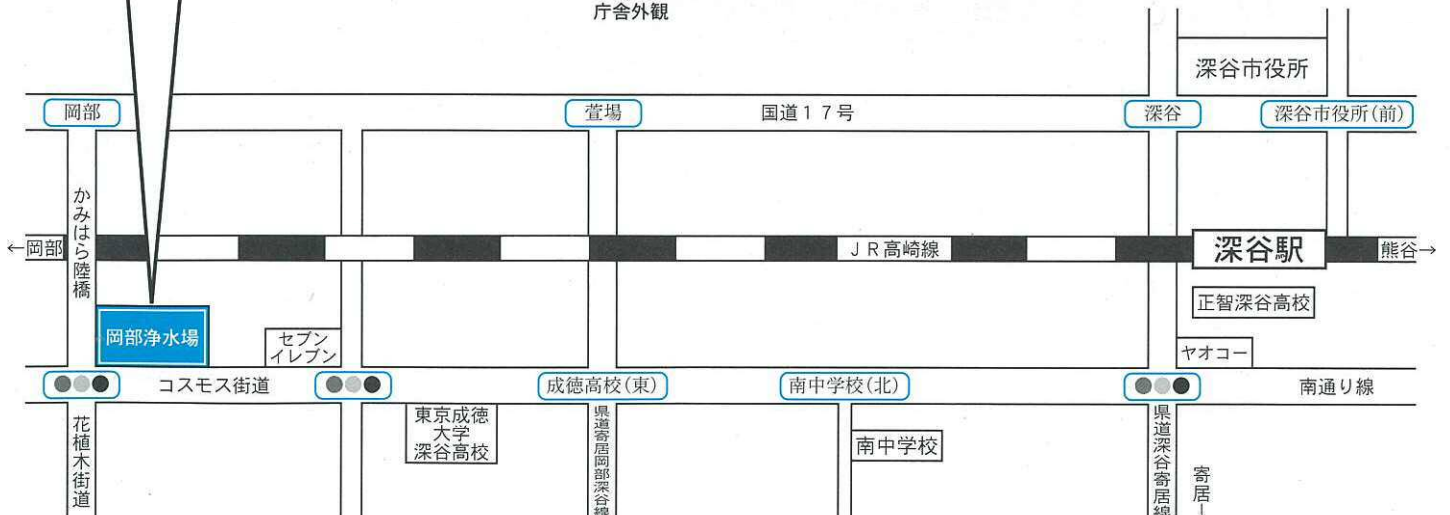 庁舎外観
深谷市役所
岡部
萱場
国道17号
深谷
深谷市役所(前)
かみはら陸橋
←岡部
JR高崎線
深谷駅
熊谷→
正智深谷高校
岡部浄水場
セブン
イレブン
ヤオコー
コスモス街道
成徳高校(東)
南中学校(北)
南通り線
花植木街道
東京成徳
大学
深谷高校
県道寄居岡部深谷線
南中学校
県道深谷寄居線
寄居